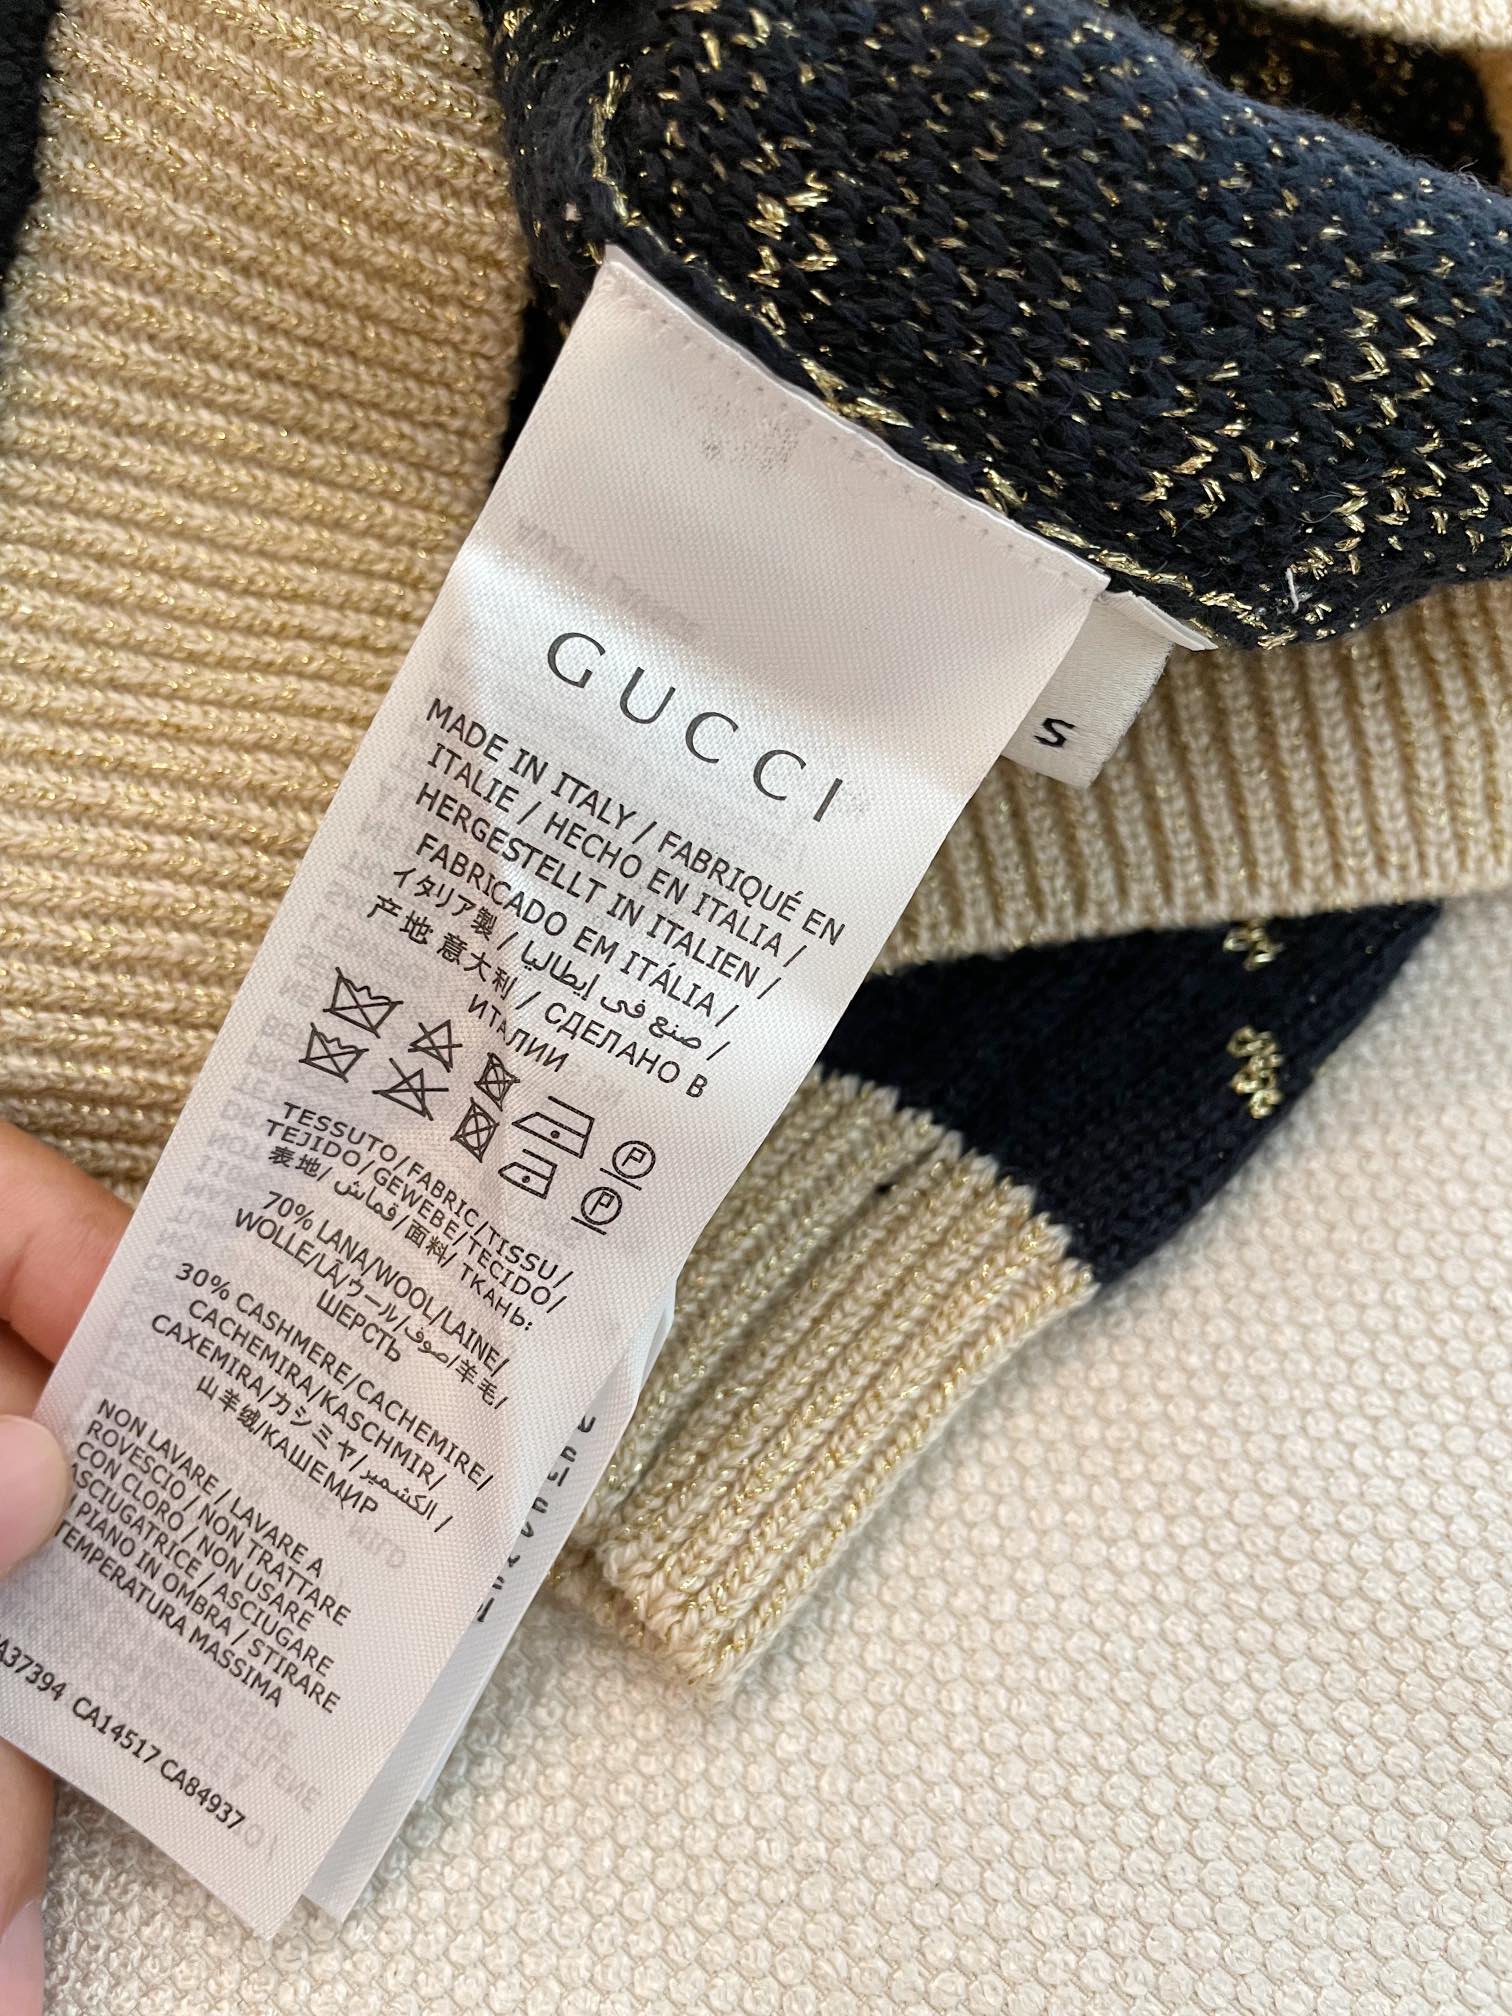 GUCCI
S
MADE IN ITALY / FABRIQUÉ EN
ITALIE / HECHO EN ITALIA /
HERGESTELLT IN ITALIEN /
FABRICADO EM ITÁLIA /
イタリア製 / صنع في إيطاليا /
产地 意大利 / СДЕЛАНО В
ИТАЛИИ
P
P
TESSUTO/FABRIC/TISSU/
TEJIDO/GEWEBE/TECIDO/
表地/ قماش/面料/ ТКАНЬ:
70% LANA/WOOL/LAINE/
WOLLE/LÃ/ウール/صوف/羊毛/
ШЕРСТЬ
30% CASHMERE/CACHEMIRE/
CACHEMIRA/KASCHMIR/
CAXEMIRA/カシミヤ/الكشمير /
山羊绒/КАШЕМИР
NON LAVARE / LAVARE A
ROVESCIO / NON TRATTARE
CON CLORO / NON USARE
ASCIUGATRICE / ASCIUGARE
PIANO IN OMBRA / STIRARE
TEMPERATURA MASSIMA
A37394 CA14517 CA84937